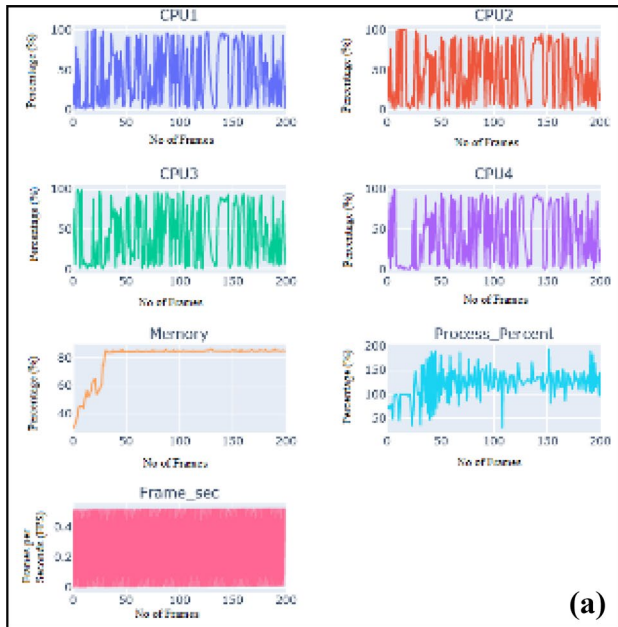 CPU1 CPU2
Percentage (%) Percentage (%)
100 100
50 50
0 0
0 50 100 150 200 0 50 100 150 200
No of Frames No of Frames
CPU3 CPU4
Percentage (%) Percentage (%)
100 100
50 50
0 0
0 50 100 150 200 0 50 100 150 200
No of Frames No of Frames
Memory Process_Percent
Percentage (%) Percentage (%)
80 200
60 150
40 100
50
0 50 100 150 200 0 50 100 150 200
No of Frames No of Frames
Frame_sec
Frames per
Seconds (FPS)
0.4
0.2
0
0 50 100 150 200
No of Frames
(a)